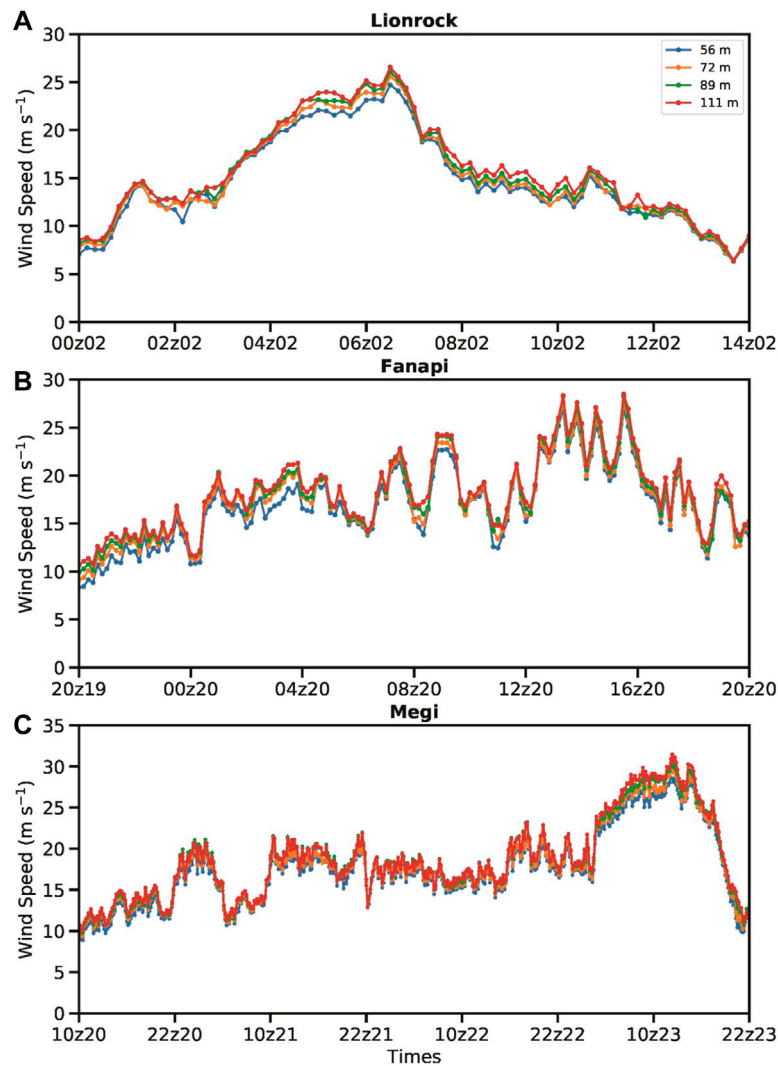 A
Lionrock
30
25
20
15
10
5
0
Wind Speed (m s⁻¹)
56 m
72 m
89 m
111 m
00z02 02z02 04z02 06z02 08z02 10z02 12z02 14z02
B
Fanapi
30
25
20
15
10
5
0
Wind Speed (m s⁻¹)
20z19 00z20 04z20 08z20 12z20 16z20 20z20
C
Megi
35
30
25
20
15
10
5
0
Wind Speed (m s⁻¹)
10z20 22z20 10z21 22z21 10z22 22z22 10z23 22z23
Times